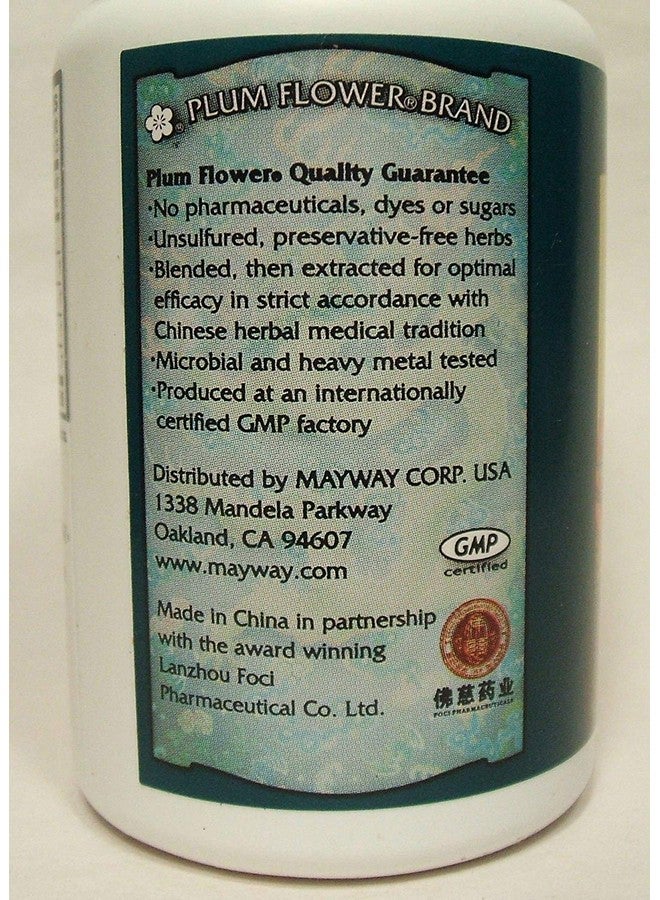 PLUM FLOWER® BRAND
®
Plum Flower® Quality Guarantee
·No pharmaceuticals, dyes or sugars
·Unsulfured, preservative-free herbs
·Blended, then extracted for optimal
efficacy in strict accordance with
Chinese herbal medical tradition
·Microbial and heavy metal tested
·Produced at an internationally
certified GMP factory
Distributed by MAYWAY CORP. USA
1338 Mandela Parkway
Oakland, CA 94607
www.mayway.com
GMP
certified
Made in China in partnership
with the award winning
Lanzhou Foci
Pharmaceutical Co. Ltd.
佛慈药业
FOCI PHARMACEUTICALS